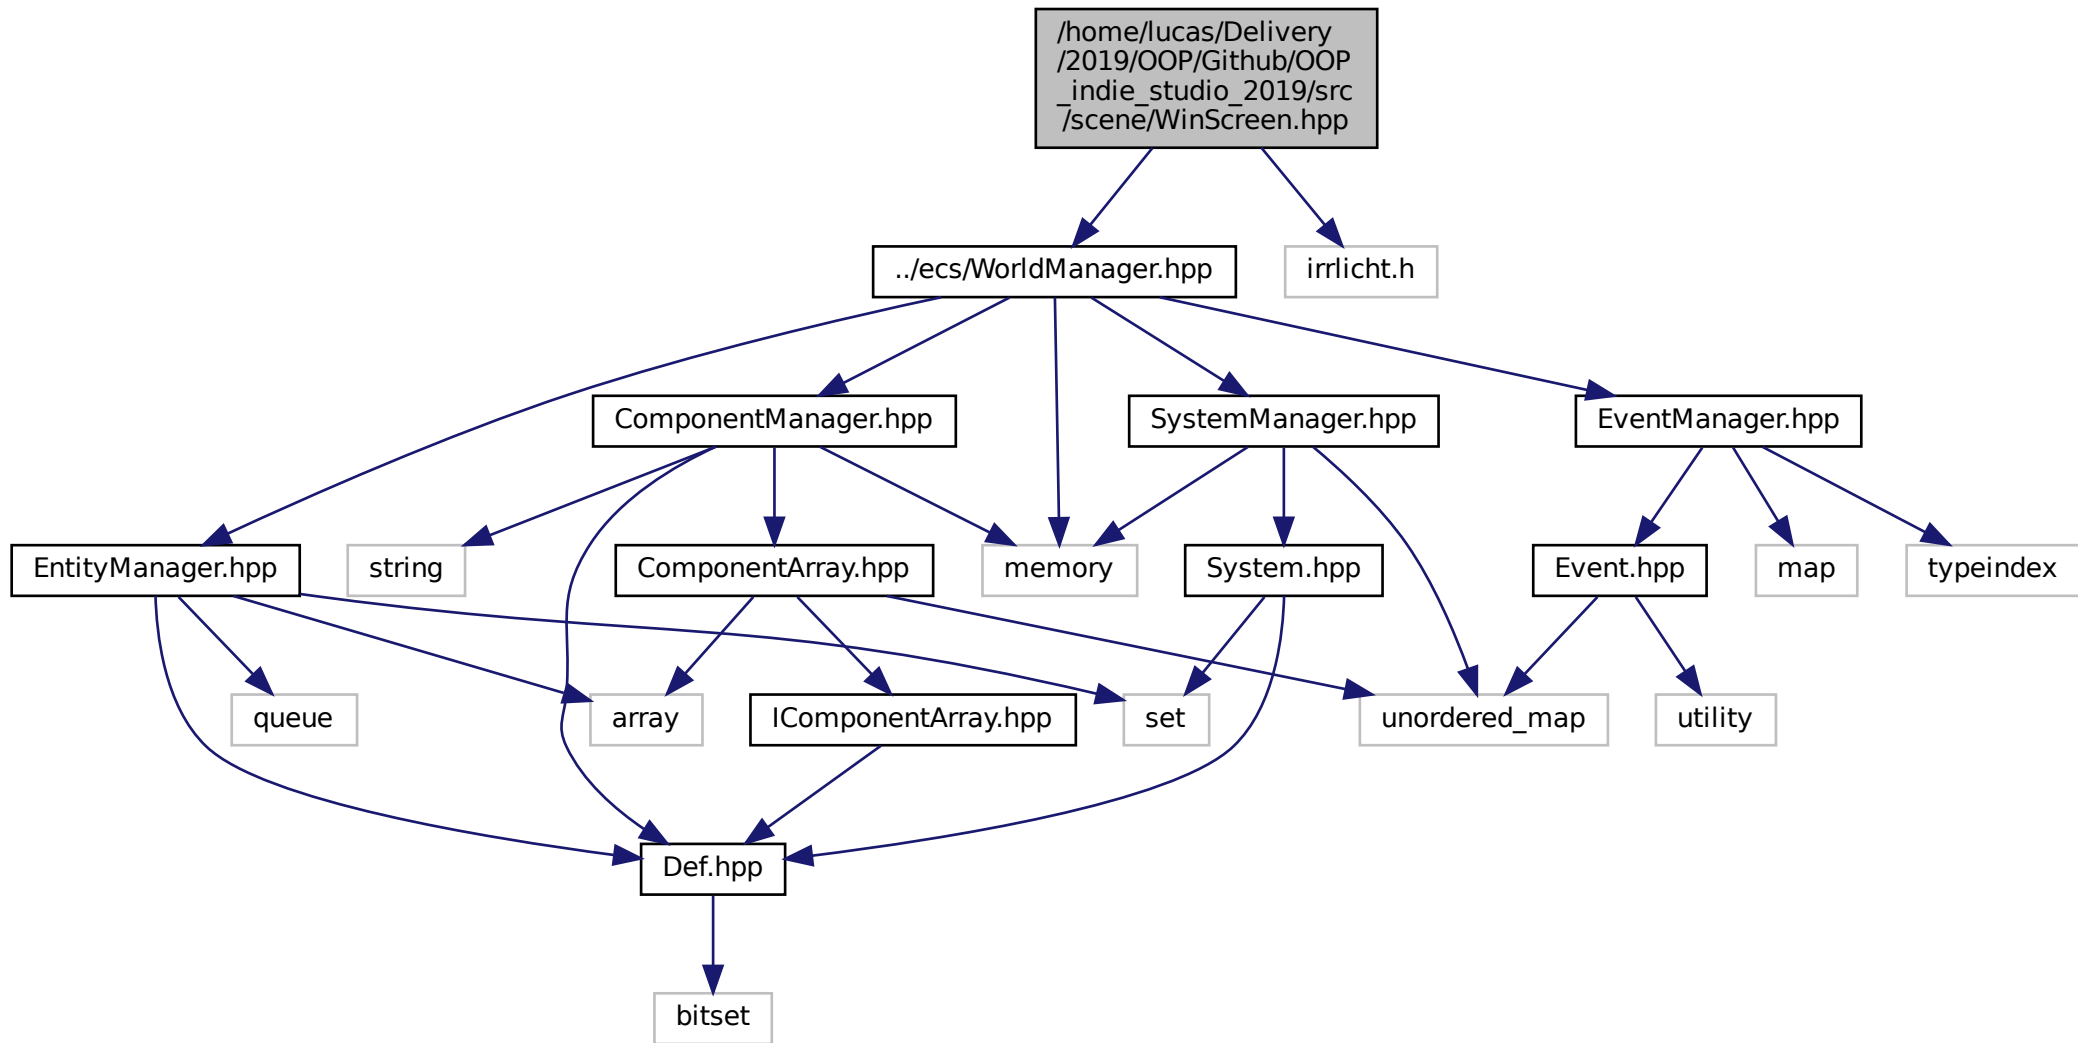 /home/lucas/Delivery
/2019/OOP/Github/OOP
_indie_studio_2019/src
/scene/WinScreen.hpp
../ecs/WorldManager.hpp
irrlicht.h
ComponentManager.hpp
SystemManager.hpp
EventManager.hpp
EntityManager.hpp
string
ComponentArray.hpp
memory
System.hpp
Event.hpp
map
typeindex
queue
array
IComponentArray.hpp
set
unordered_map
utility
Def.hpp
bitset